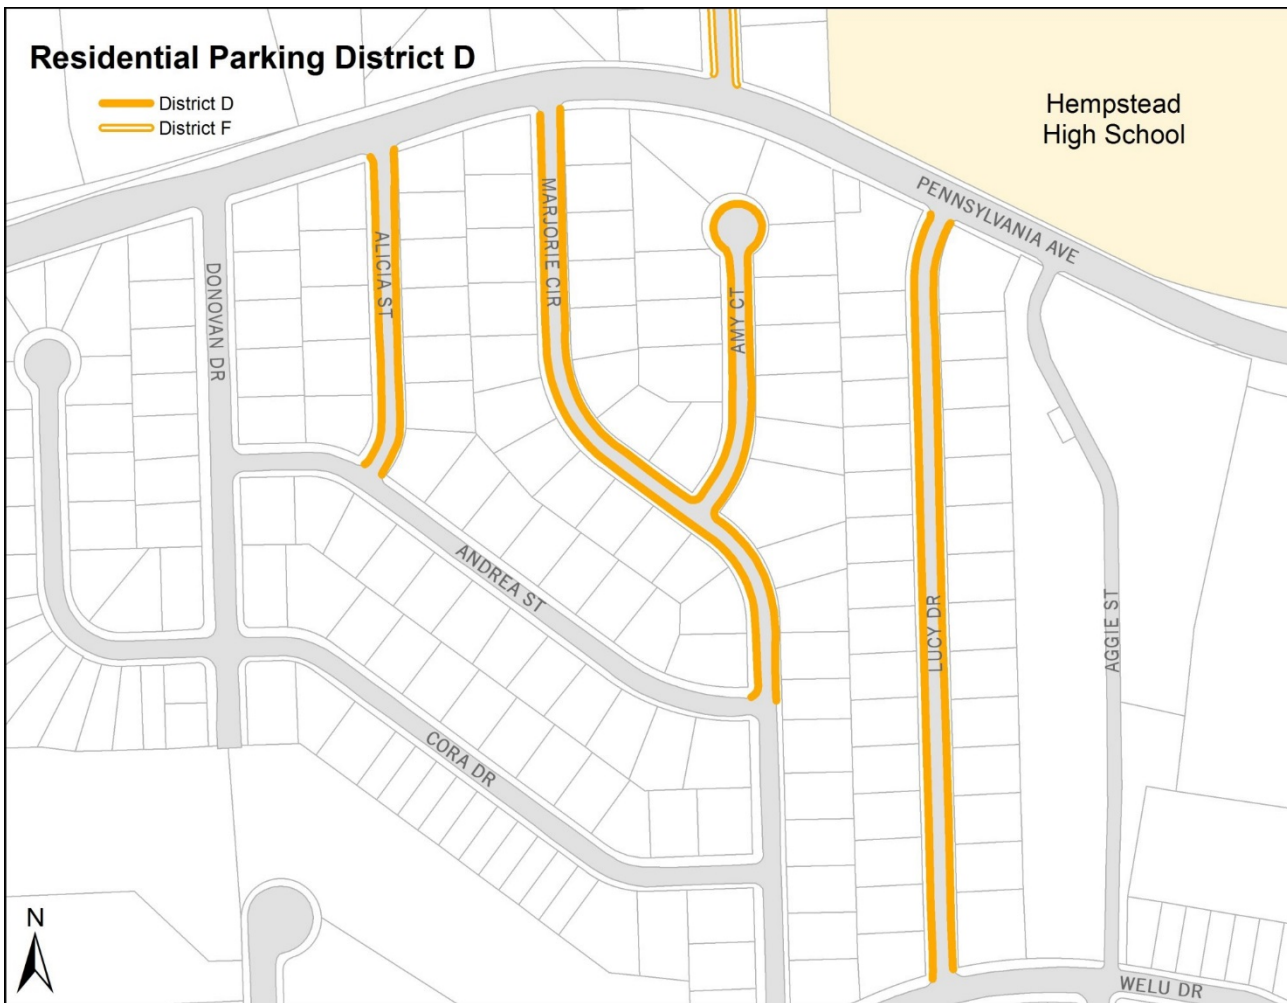 Residential Parking District D
District D
District F
Hempstead
High School
PENNSYLVANIA AVE
MARJORIE CIR
ALICIA ST
DONOVAN DR
AMY CT
ANDREA ST
LUCY DR
AGGIE ST
CORA DR
N
WELU DR